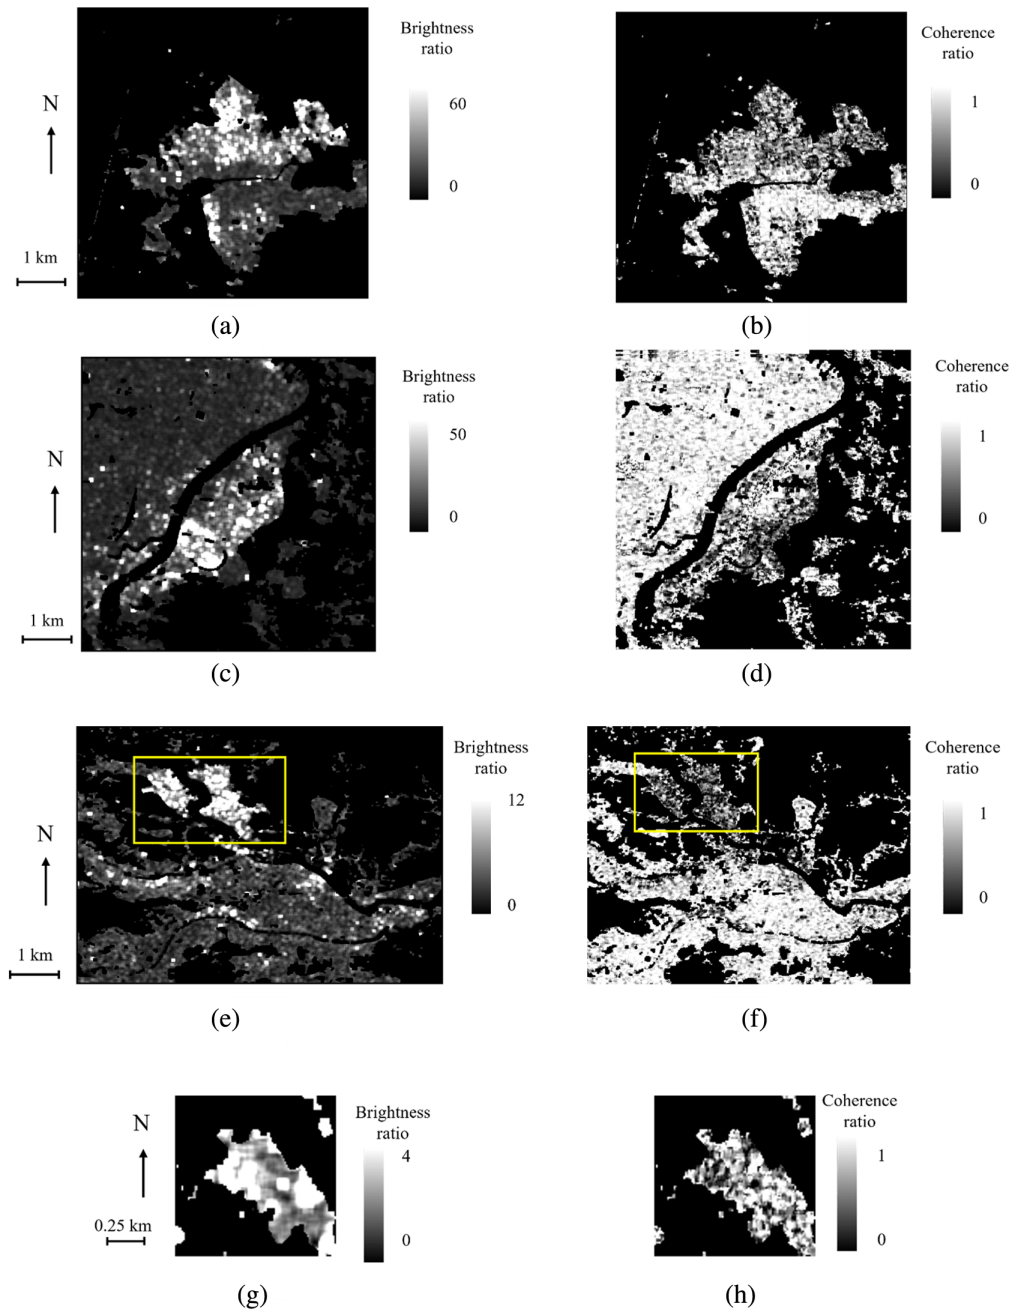 Brightness
ratio
60
0
N
1 km
(a)
Coherence
ratio
1
0
(b)
Brightness
ratio
50
0
N
1 km
(c)
Coherence
ratio
1
0
(d)
Brightness
ratio
12
0
N
1 km
(e)
Coherence
ratio
1
0
(f)
Brightness
ratio
4
0
N
0.25 km
(g)
Coherence
ratio
1
0
(h)